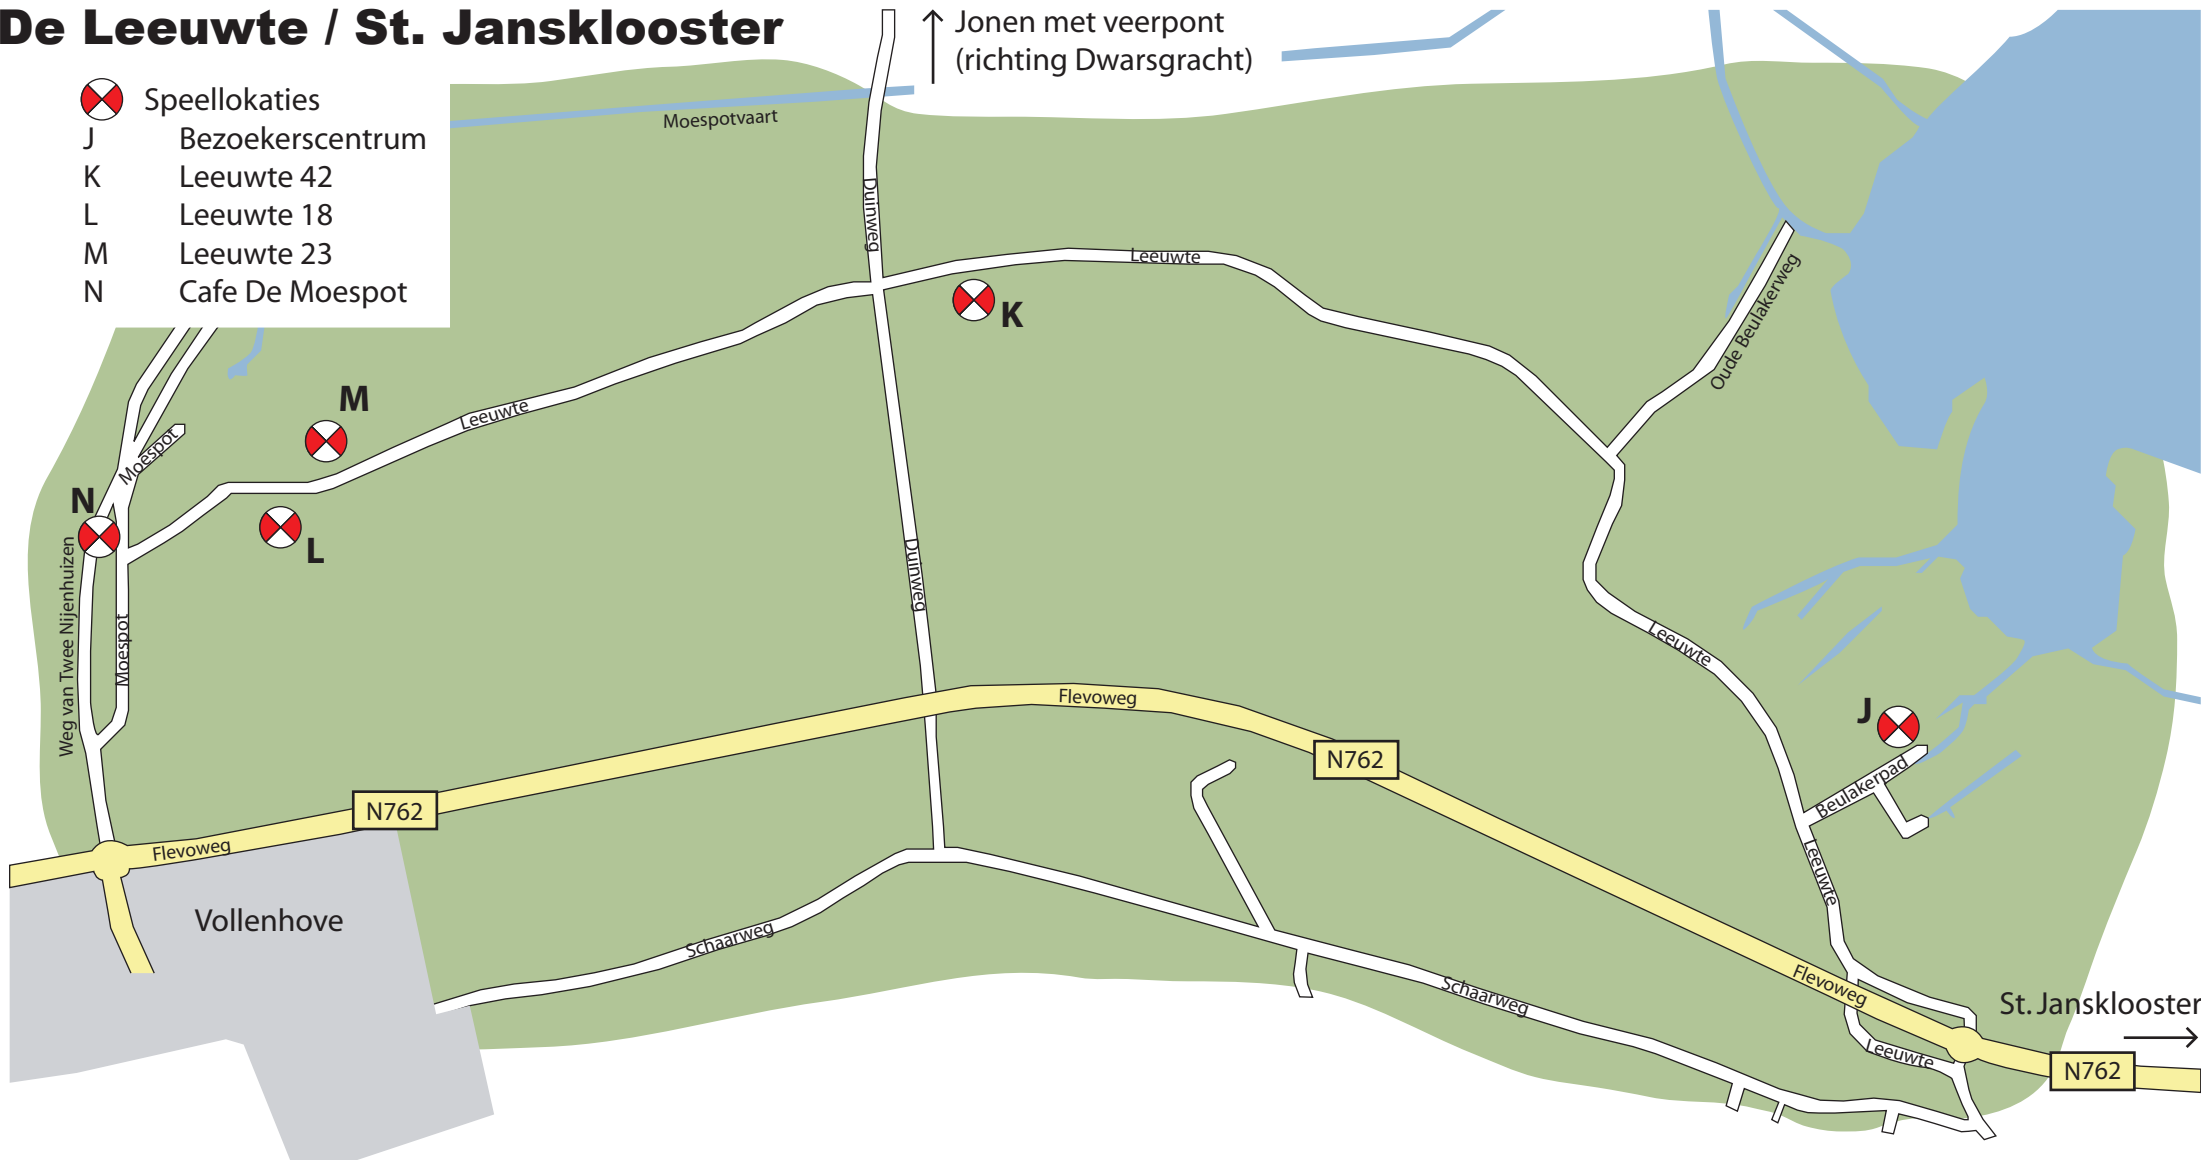 De Leeuwte / St. Jansklooster
Jonen met veerpont
(richting Dwarsgracht)
Speellokaties
J Bezoekerscentrum
K Leeuwte 42
L Leeuwte 18
M Leeuwte 23
N Cafe De Moespot
Moespotvaart
Duinweg
Leeuwte
K
Oude Beulakerweg
M
Leeuwte
Moespot
N
L
Duinweg
Weg van Twee Nijenhuizen
Moespot
Leeuwte
Flevoweg
J
N762
Beulakerpad
N762
Flevoweg
Leeuwte
Vollenhove
Schaarweg
Flevoweg
Schaarweg
St. Jansklooster
Leeuwte
N762